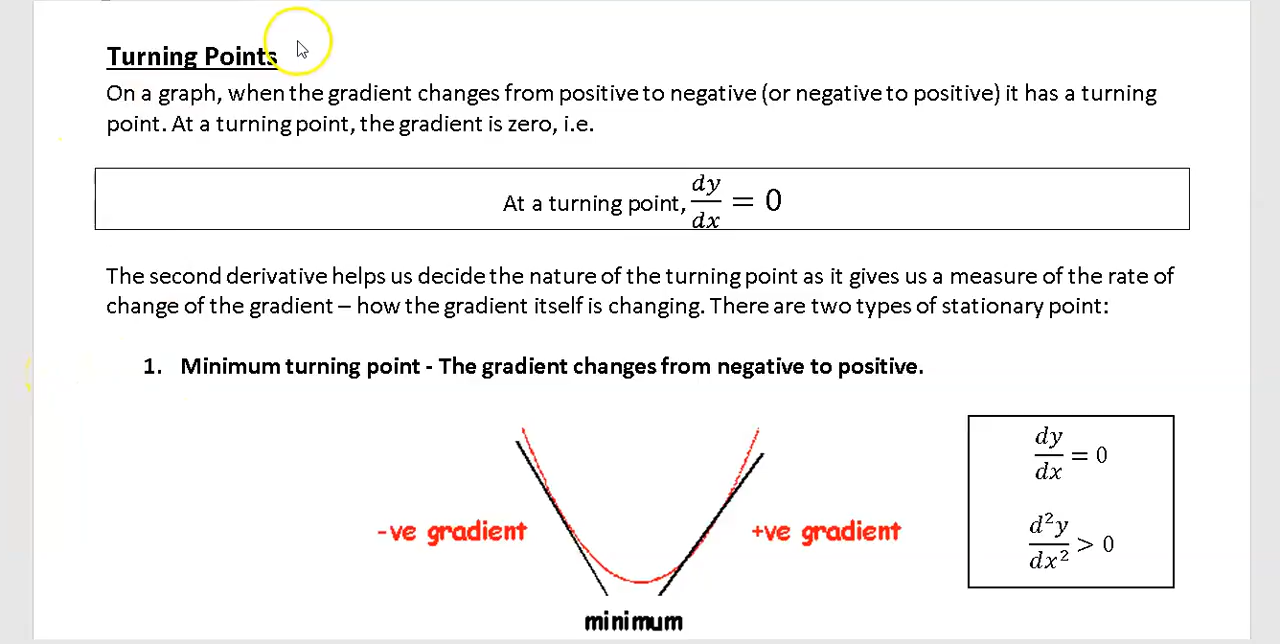 Turning Points
On a graph, when the gradient changes from positive to negative (or negative to positive) it has a turning
point. At a turning point, the gradient is zero, i.e.
At a turning point, dy/dx = 0
The second derivative helps us decide the nature of the turning point as it gives us a measure of the rate of
change of the gradient – how the gradient itself is changing. There are two types of stationary point:
1. Minimum turning point - The gradient changes from negative to positive.
-ve gradient
+ve gradient
minimum
dy/dx = 0
d²y/dx² > 0